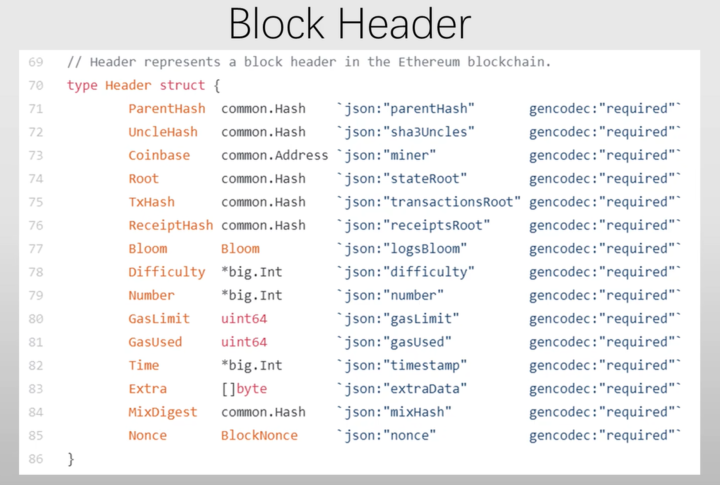 Block Header
69 // Header represents a block header in the Ethereum blockchain.
70 type Header struct {
71 ParentHash common.Hash `json:"parentHash" gencodec:"required"`
72 UncleHash common.Hash `json:"sha3Uncles" gencodec:"required"`
73 Coinbase common.Address `json:"miner" gencodec:"required"`
74 Root common.Hash `json:"stateRoot" gencodec:"required"`
75 TxHash common.Hash `json:"transactionsRoot" gencodec:"required"`
76 ReceiptHash common.Hash `json:"receiptsRoot" gencodec:"required"`
77 Bloom Bloom `json:"logsBloom" gencodec:"required"`
78 Difficulty *big.Int `json:"difficulty" gencodec:"required"`
79 Number *big.Int `json:"number" gencodec:"required"`
80 GasLimit uint64 `json:"gasLimit" gencodec:"required"`
81 GasUsed uint64 `json:"gasUsed" gencodec:"required"`
82 Time *big.Int `json:"timestamp" gencodec:"required"`
83 Extra []byte `json:"extraData" gencodec:"required"`
84 MixDigest common.Hash `json:"mixHash" gencodec:"required"`
85 Nonce BlockNonce `json:"nonce" gencodec:"required"`
86 }